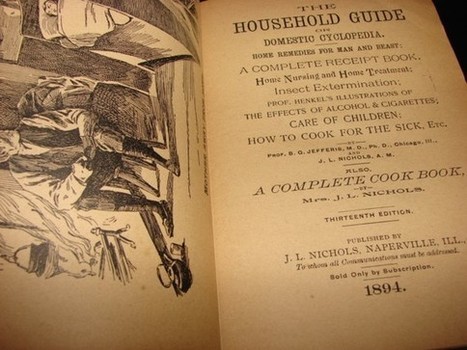 THE
HOUSEHOLD GUIDE
OR
DOMESTIC CYCLOPEDIA.
HOME REMEDIES FOR MAN AND BEAST:
A COMPLETE RECEIPT BOOK,
Home Nursing and Home Treatment;
Insect Extermination;
PROF. HENKEL'S ILLUSTRATIONS OF
THE EFFECTS OF ALCOHOL & CIGARETTES;
CARE OF CHILDREN:
HOW TO COOK FOR THE SICK, ETC.
BY
PROF. B. G. JEFFERIS, M. D., PH. D., Chicago, Ill.,
AND
J. L. NICHOLS, A. M.
ALSO,
A COMPLETE COOK BOOK,
BY
MRS. J. L. NICHOLS.
THIRTEENTH EDITION.
PUBLISHED BY
J. L. NICHOLS, NAPERVILLE, ILL.,
To whom all Communications must be addressed.
Sold Only by Subscription.
1894.